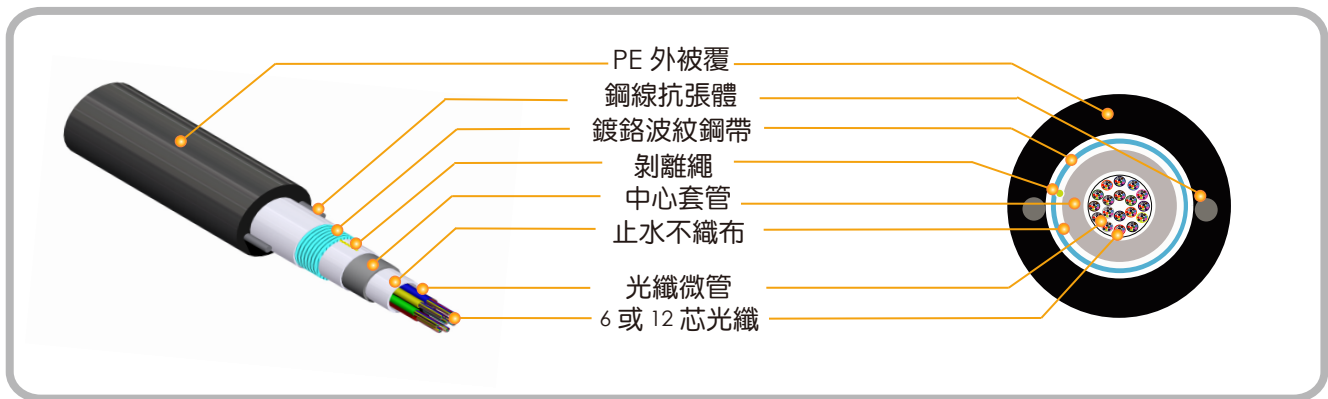 PE 外被覆
鋼線抗張體
鍍鉻波紋鋼帶
剝離繩
中心套管
止水不織布
光纖微管
6 或 12 芯光纖